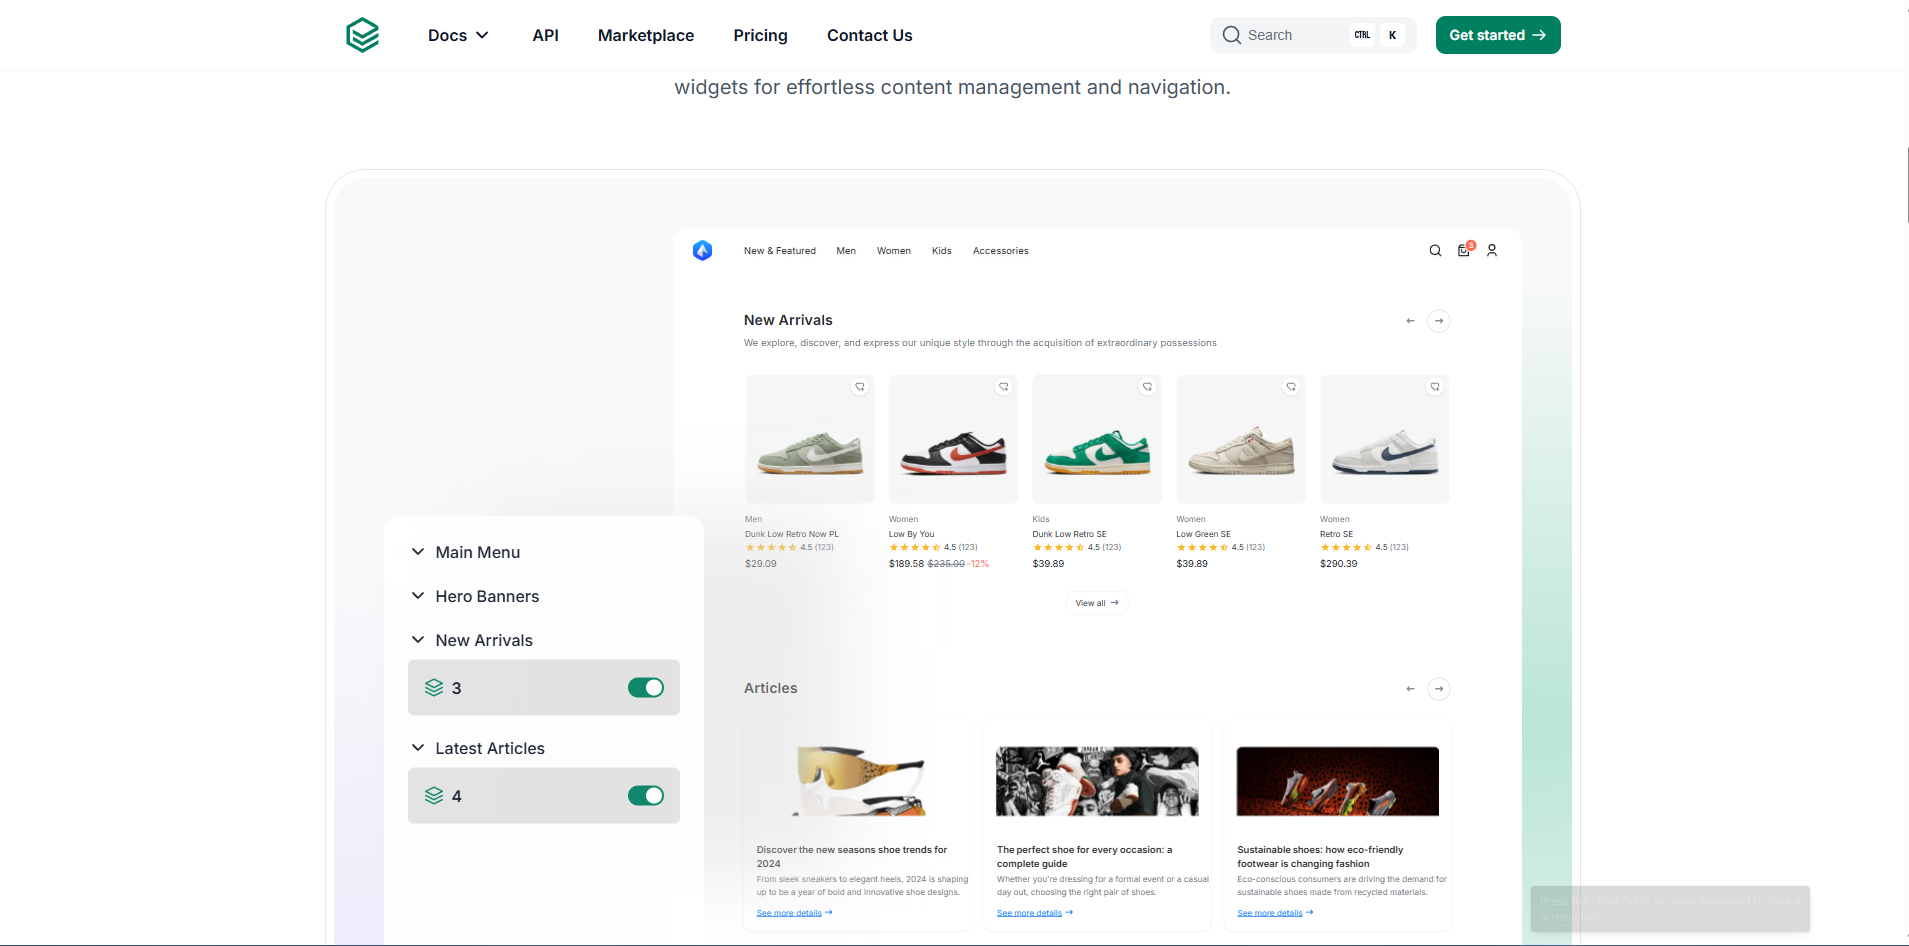 Docs
API
Marketplace
Pricing
Contact Us
Search
CTRL
K
Get started
widgets for effortless content management and navigation.
New & Featured
Men
Women
Kids
Accessories
3
New Arrivals
We explore, discover, and express our unique style through the acquisition of extraordinary possessions
Men
Dunk Low Retro Now PL
4.5 (123)
$29.09
Women
Low By You
4.5 (123)
$189.58 $235.00 -12%
Kids
Dunk Low Retro SE
4.5 (123)
$39.89
Women
Low Green SE
4.5 (123)
$39.89
Women
Retro SE
4.5 (123)
$290.39
View all
Main Menu
Hero Banners
New Arrivals
3
Latest Articles
4
Articles
Discover the new seasons shoe trends for
2024
From sleek sneakers to elegant heels, 2024 is shaping
up to be a year of bold and innovative shoe designs.
See more details
The perfect shoe for every occasion: a
complete guide
Whether you're dressing for a formal event or a casual
day out, choosing the right pair of shoes.
See more details
Sustainable shoes: how eco-friendly
footwear is changing fashion
Eco-conscious consumers are driving the demand for
sustainable shoes made from recycled materials.
See more details
Press the "Prnt Scrn" on your keyboard to take a
screenshot